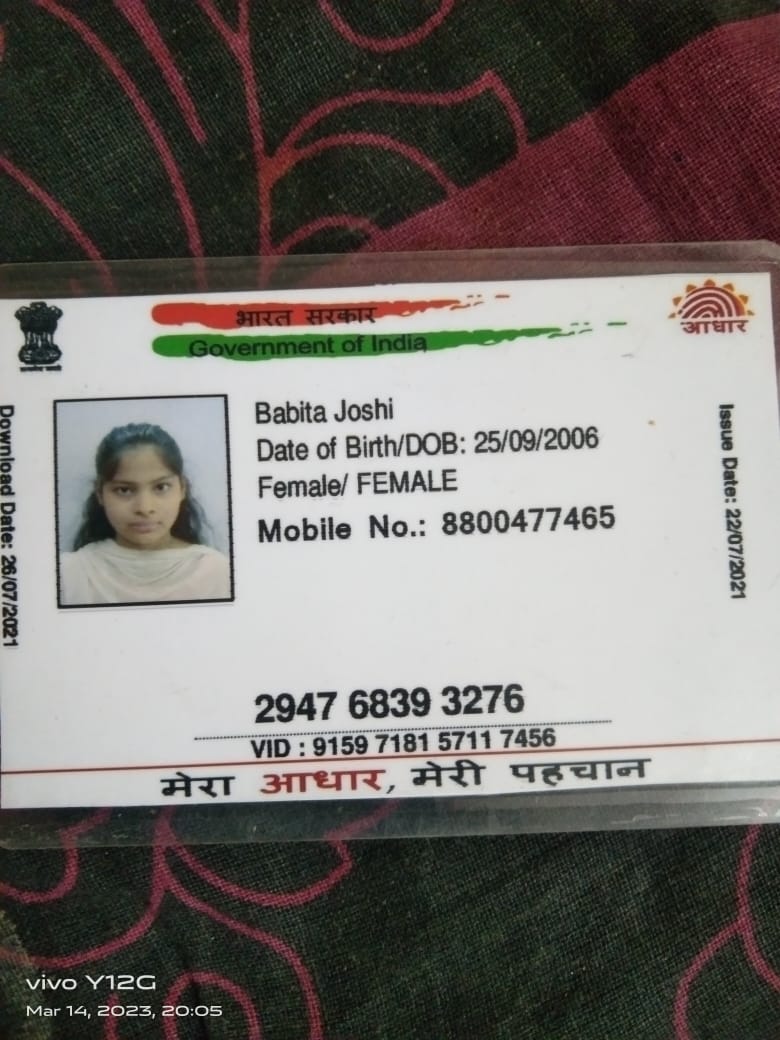 भारत सरकार
Government of India
आधार
Babita Joshi
Date of Birth/DOB: 25/09/2006
Female/ FEMALE
Mobile No.: 8800477465
Download Date: 26/07/2021
Issue Date: 22/07/2021
2947 6839 3276
VID : 9159 7181 5711 7456
मेरा आधार, मेरी पहचान
vivo Y12G
Mar 14, 2023, 20:05